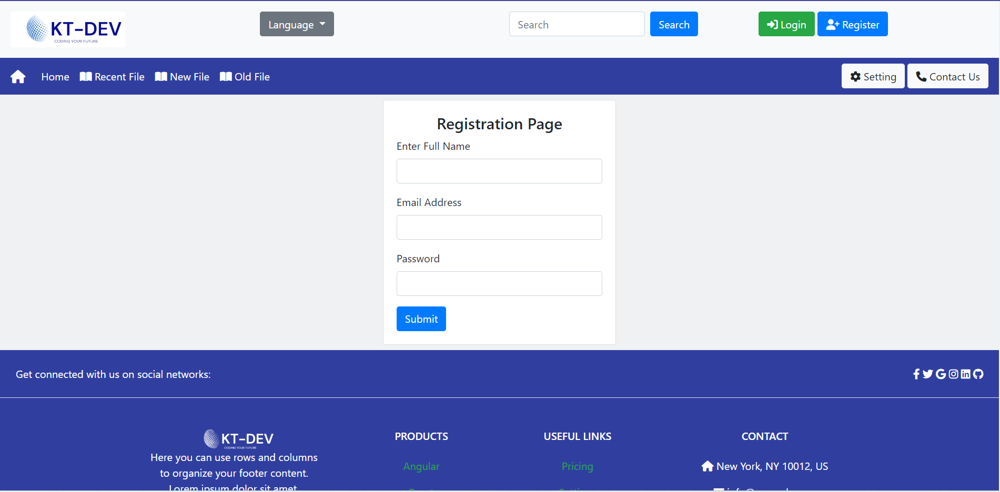 KT-DEV
CODING YOUR FUTURE
Language
Search
Search
Login
Register
Home
Recent File
New File
Old File
Setting
Contact Us
Registration Page
Enter Full Name
Email Address
Password
Submit
Get connected with us on social networks:
KT-DEV
CODING YOUR FUTURE
Here you can use rows and columns
to organize your footer content.
Lorem ipsum dolor sit amet
PRODUCTS
Angular
USEFUL LINKS
Pricing
CONTACT
New York, NY 10012, US